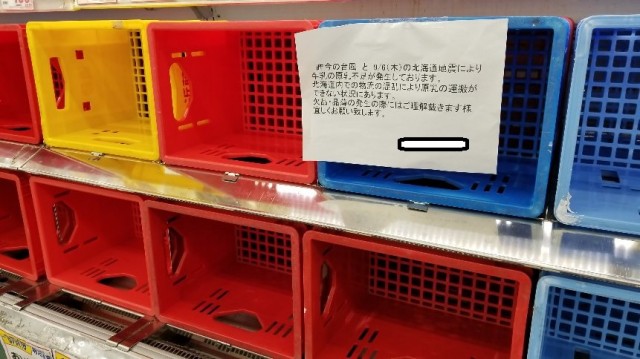 昨今の台風 と 9/6(木)の北海道地震により
牛乳の原乳不足が発生しております。
北海道内での物流の混乱により原乳の運搬が
できない状況にあります。
欠品・品薄の発生の際にはご理解戴きます様
宜しくお願い致します。